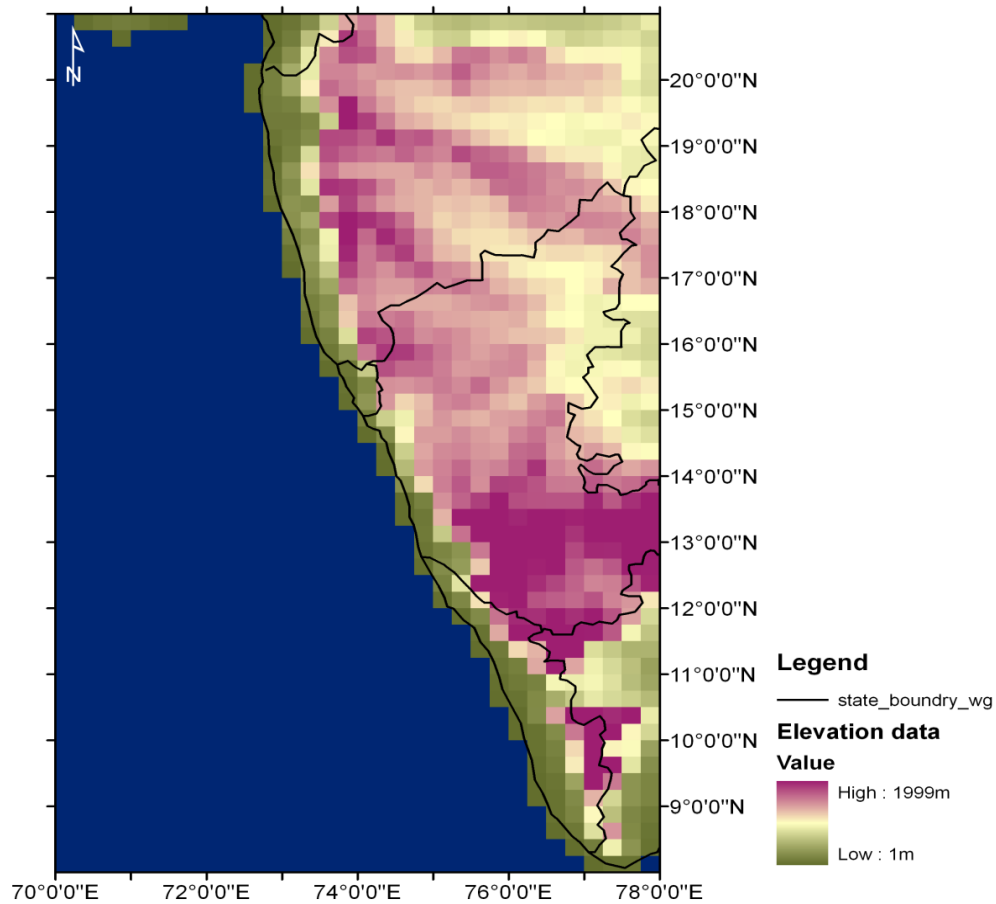 N
20°0'0"N
19°0'0"N
18°0'0"N
17°0'0"N
16°0'0"N
15°0'0"N
14°0'0"N
13°0'0"N
12°0'0"N
11°0'0"N
10°0'0"N
9°0'0"N
70°0'0"E 72°0'0"E 74°0'0"E 76°0'0"E 78°0'0"E
Legend
state_boundry_wg
Elevation data
Value
High : 1999m
Low : 1m